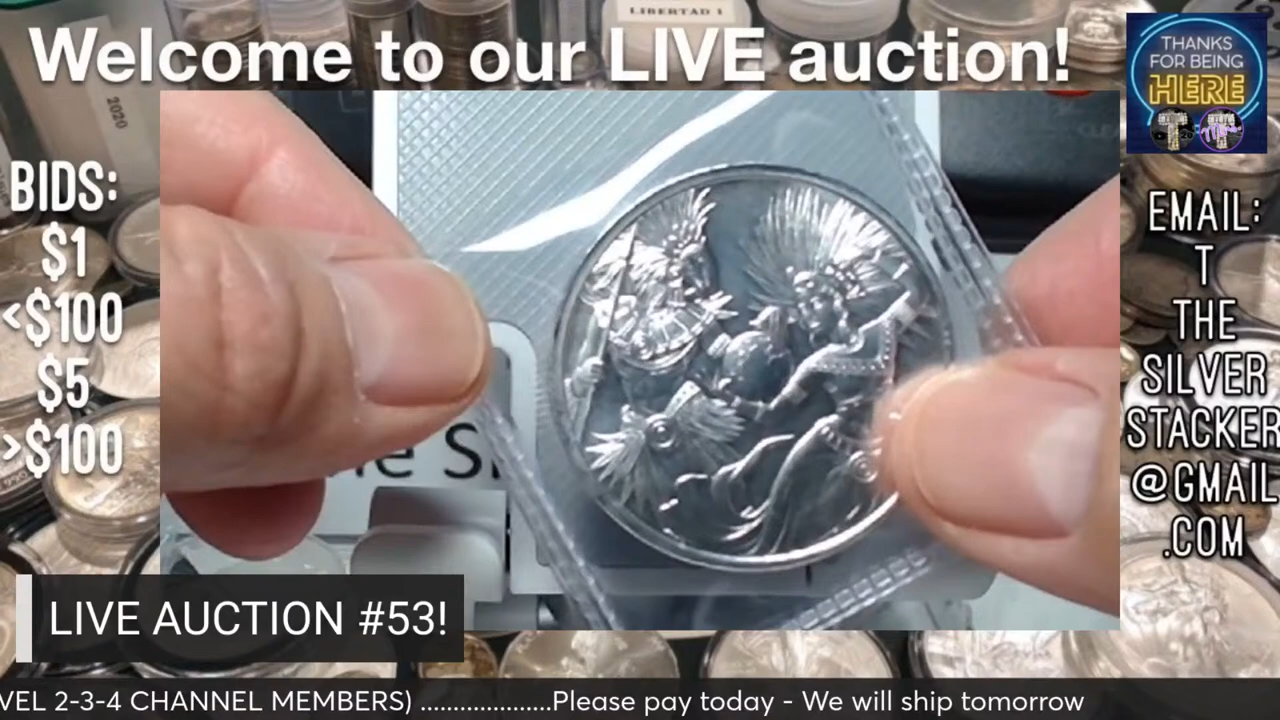 LIBERTAD 1
Welcome to our LIVE auction!
THANKS
FOR BEING
HERE
2020
BIDS:
$1
<$100
$5
>$100
EMAIL:
T
THE
SILVER
STACKER
@GMAIL
.COM
LIVE AUCTION #53!
VEL 2-3-4 CHANNEL MEMBERS) ....................Please pay today - We will ship tomorrow